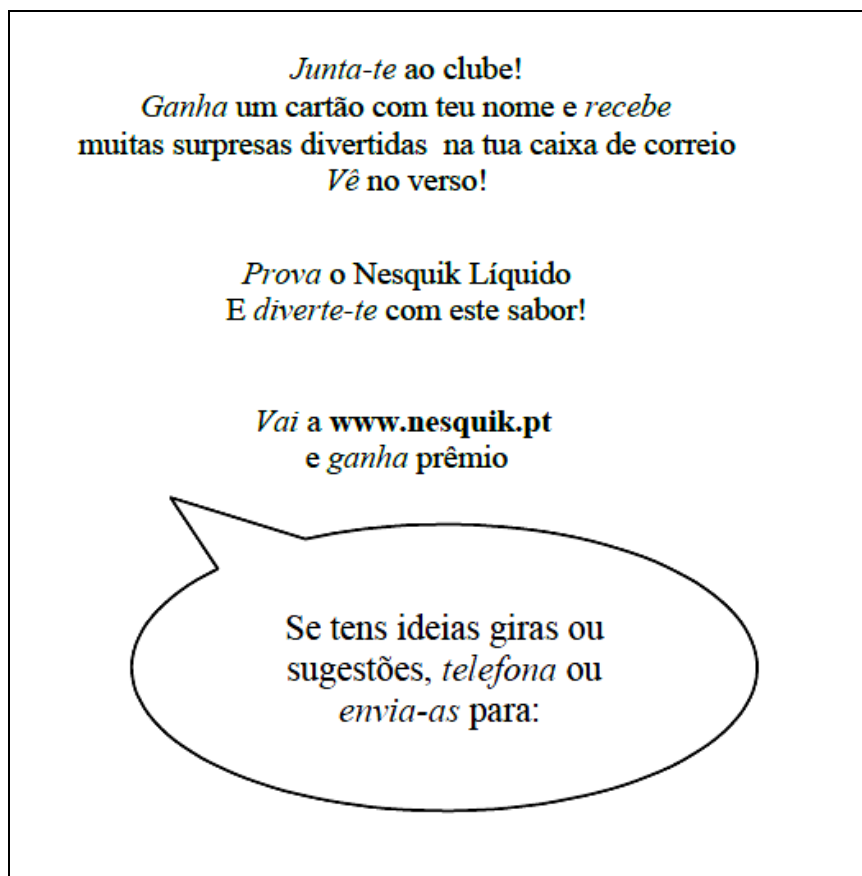 Junta-te ao clube!
Ganha um cartão com teu nome e recebe
muitas surpresas divertidas na tua caixa de correio
Vê no verso!
Prova o Nesquik Líquido
E diverte-te com este sabor!
Vai a www.nesquik.pt
e ganha prêmio
Se tens ideias giras ou
sugestões, telefona ou
envia-as para: